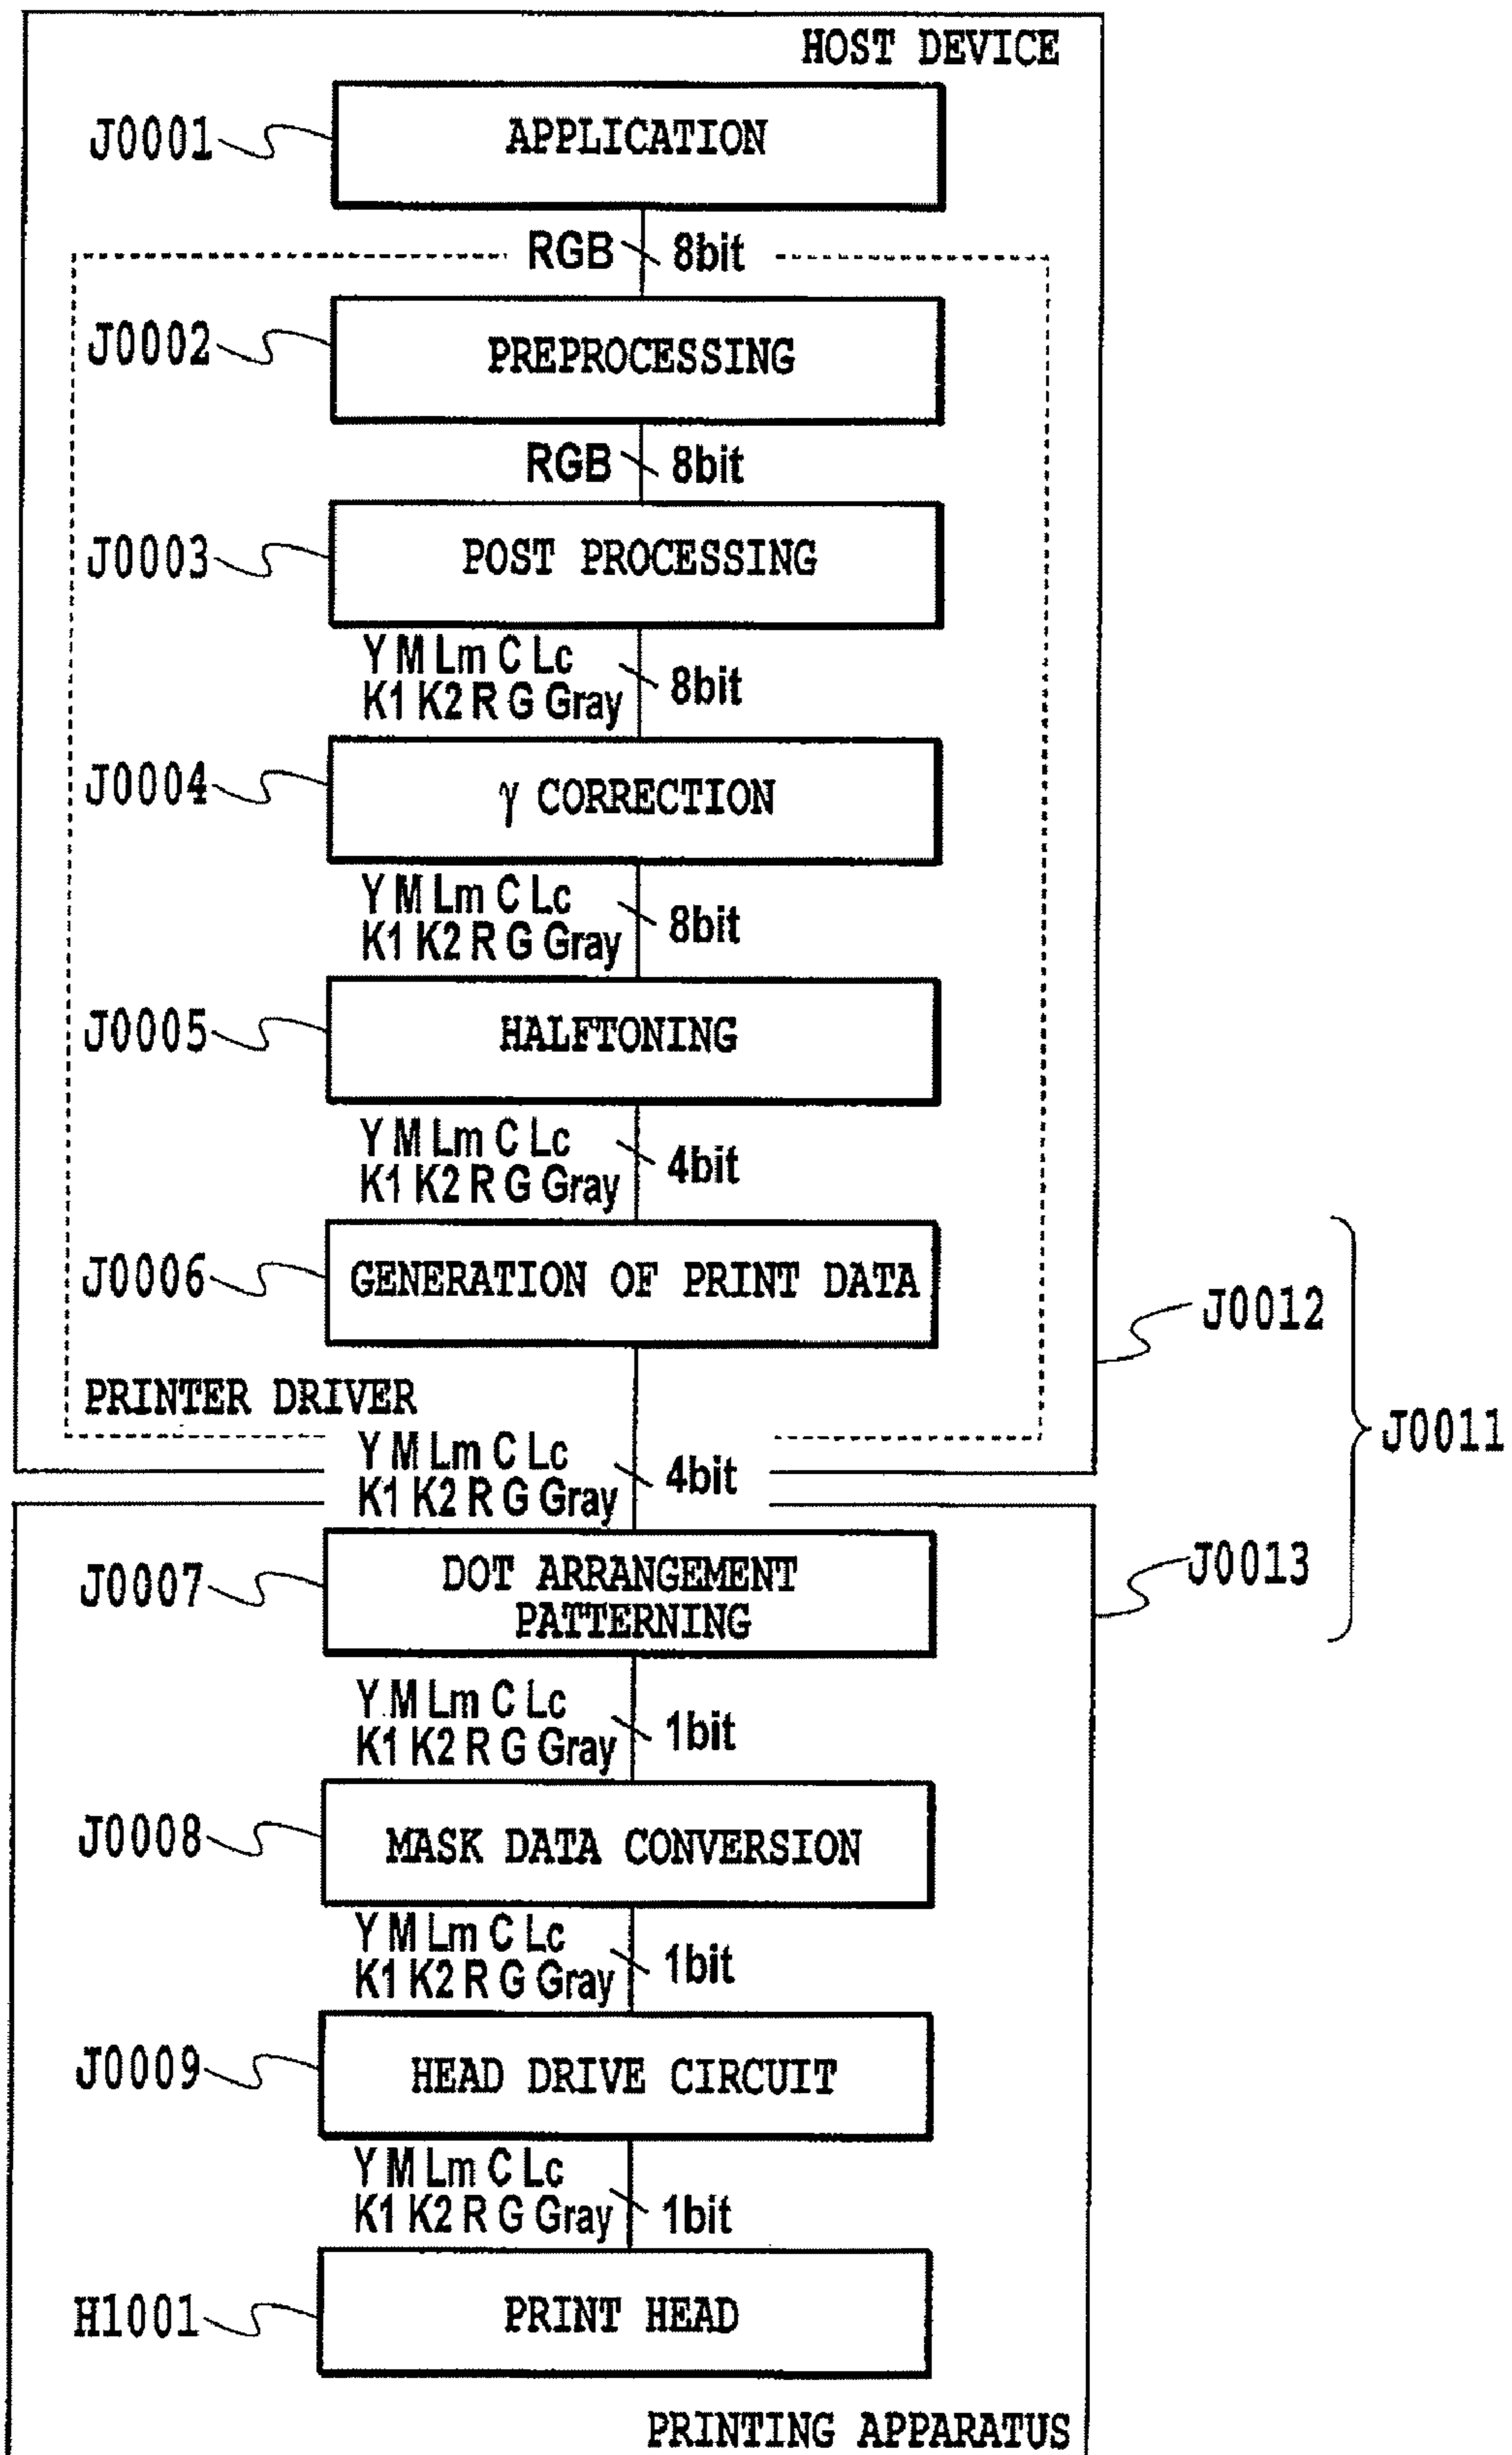 HOST DEVICE
J0001
APPLICATION
RGB 8bit
J0002
PREPROCESSING
RGB 8bit
J0003
POST PROCESSING
Y M Lm C Lc
K1 K2 R G Gray
8bit
J0004
γ CORRECTION
Y M Lm C Lc
K1 K2 R G Gray
8bit
J0005
HALFTONING
Y M Lm C Lc
K1 K2 R G Gray
4bit
J0006
GENERATION OF PRINT DATA
J0012
PRINTER DRIVER
J0011
Y M Lm C Lc
K1 K2 R G Gray
4bit
J0013
J0007
DOT ARRANGEMENT
PATTERNING
Y M Lm C Lc
K1 K2 R G Gray
1bit
J0008
MASK DATA CONVERSION
Y M Lm C Lc
K1 K2 R G Gray
1bit
J0009
HEAD DRIVE CIRCUIT
Y M Lm C Lc
K1 K2 R G Gray
1bit
H1001
PRINT HEAD
PRINTING APPARATUS